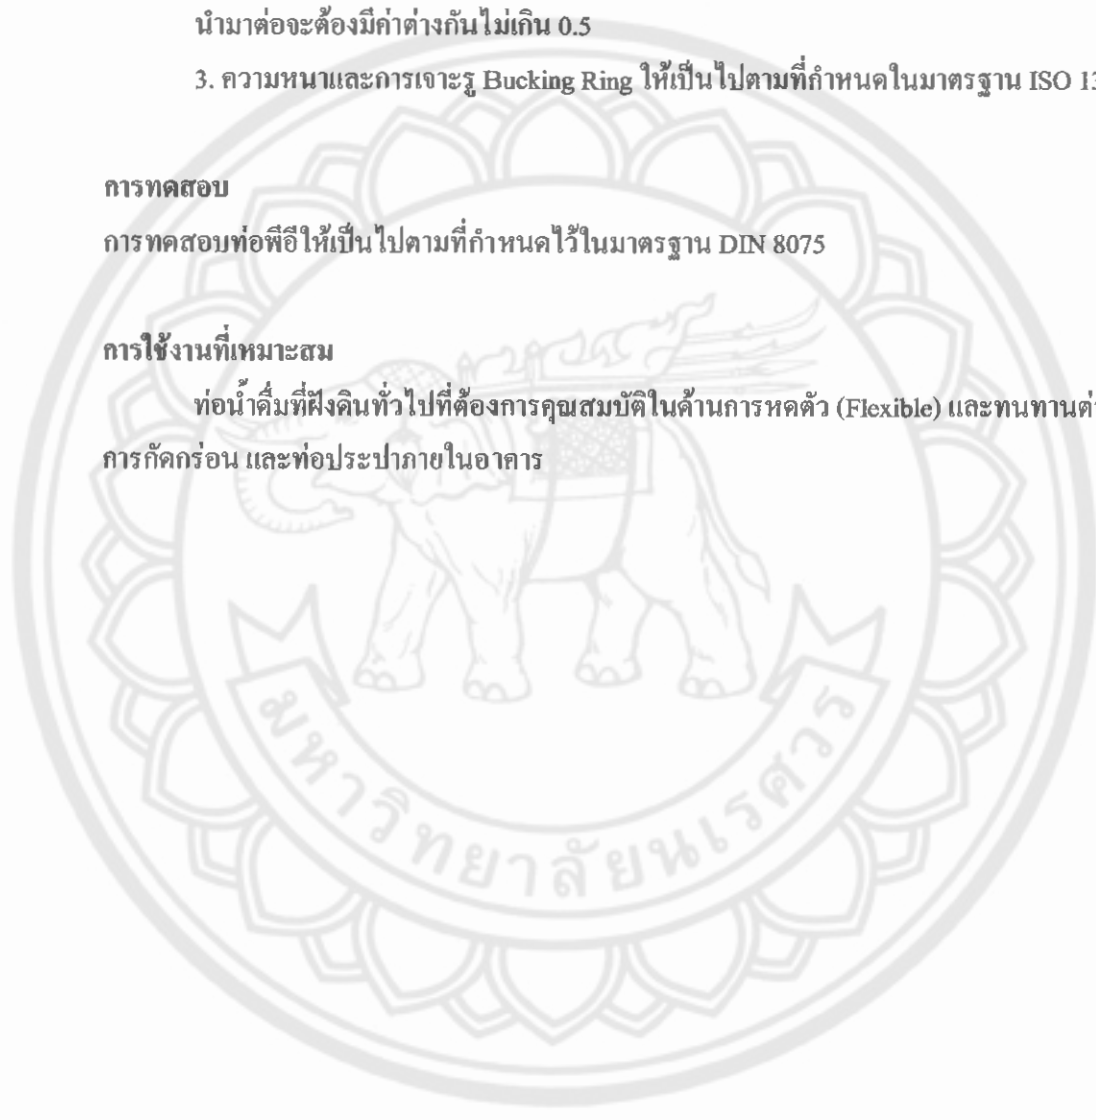 นำมาต่อจะต้องมีค่าต่างกันไม่เกิน 0.5
3. ความหนาและการเจาะรู Bucking Ring ให้เป็นไปตามที่กำหนดในมาตรฐาน ISO 13
การทดสอบ
การทดสอบท่อพีอีให้เป็นไปตามที่กำหนดไว้ในมาตรฐาน DIN 8075
การใช้งานที่เหมาะสม
ท่อน้ำดื่มที่ฝังดินทั่วไปที่ต้องการคุณสมบัติในด้านการหดตัว (Flexible) และทนทานต่
การกัดกร่อน และท่อประปาภายในอาคาร
มหาวิทยาลัยนเรศวร